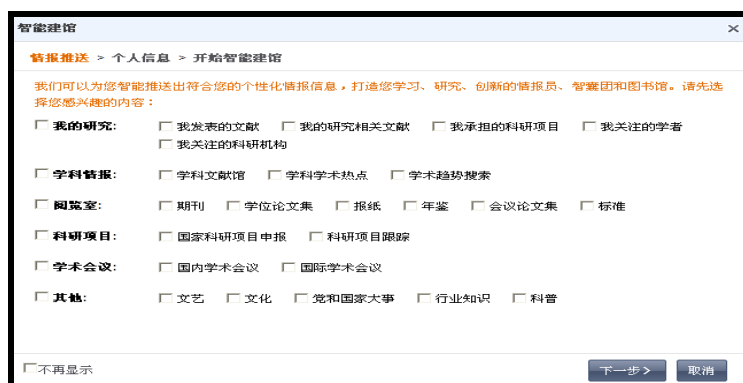 智能建馆
情报推送 > 个人信息 > 开始智能建馆
我们可以为您智能推送出符合您的个性化情报信息，打造您学习、研究、创新的情报员、智囊团和图书馆。请先选
择您感兴趣的内容：
我的研究： 我发表的文献 我的研究相关文献 我承担的科研项目 我关注的学者
我关注的科研机构
学科情报： 学科文献馆 学科学术热点 学术趋势搜索
阅览室： 期刊 学位论文集 报纸 年鉴 会议论文集 标准
科研项目： 国家科研项目申报 科研项目跟踪
学术会议： 国内学术会议 国际学术会议
其他： 文艺 文化 党和国家大事 行业知识 科普
不再显示 下一步> 取消